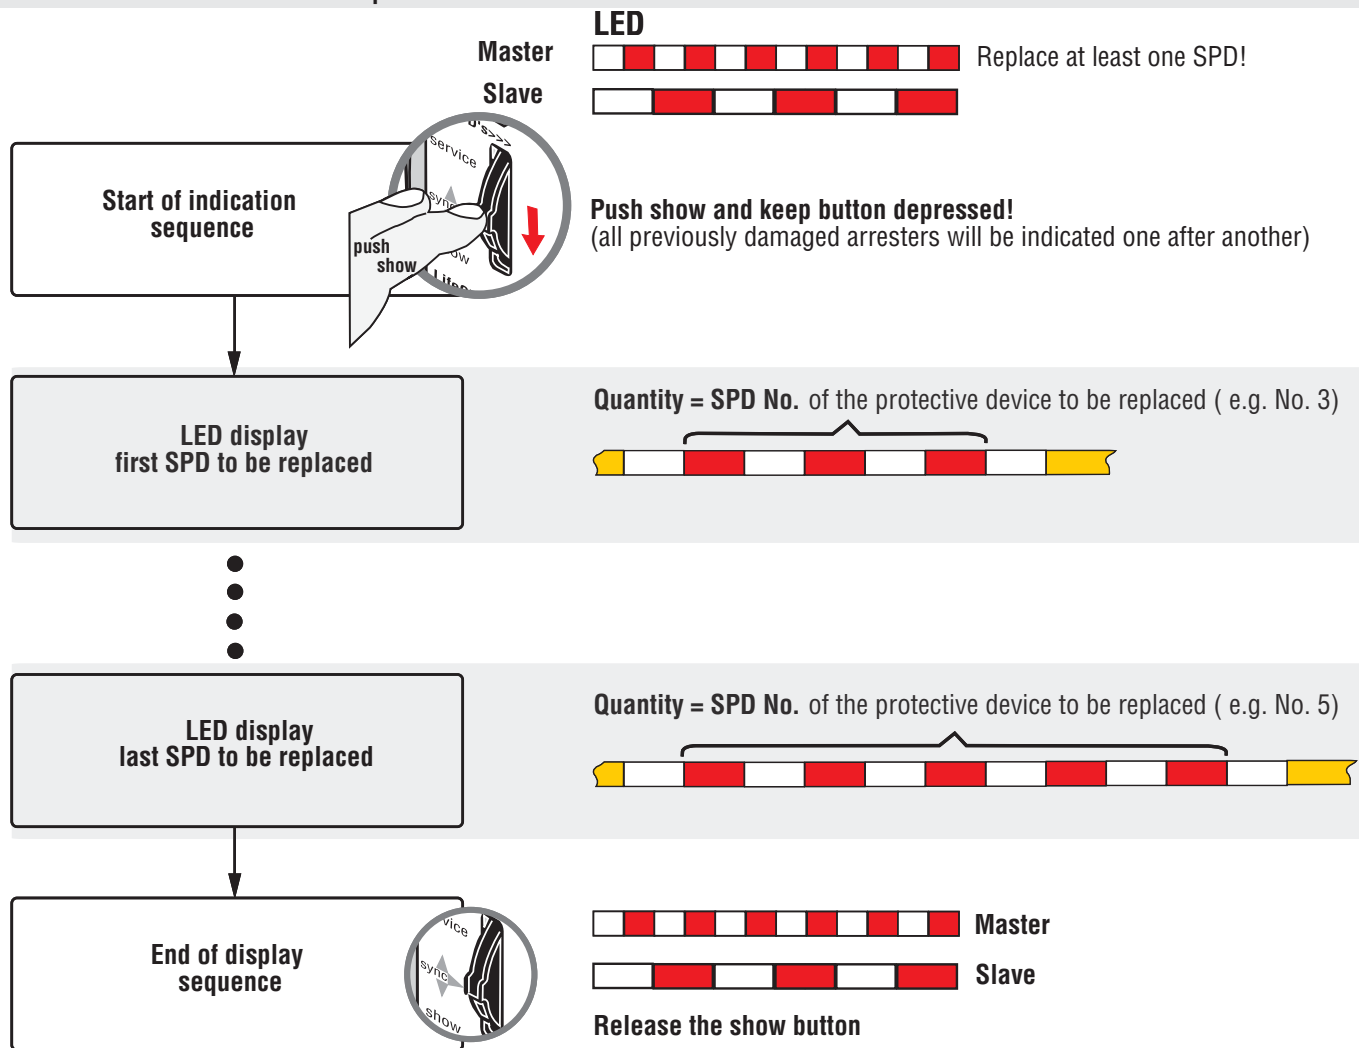 LED
Master
Replace at least one SPD!
Slave
service
sync
Start of indication
sequence
push
show
Push show and keep button depressed!
(all previously damaged arresters will be indicated one after another)
LED display
first SPD to be replaced
Quantity = SPD No. of the protective device to be replaced ( e.g. No. 3)
LED display
last SPD to be replaced
Quantity = SPD No. of the protective device to be replaced ( e.g. No. 5)
End of display
sequence
vice
sync
show
Master
Slave
Release the show button